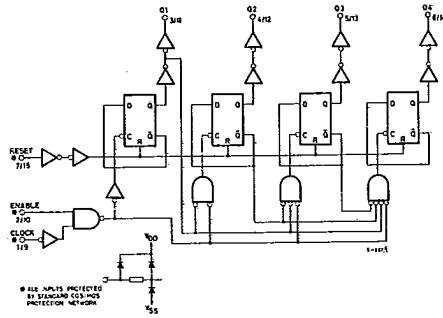 Q1 Q2 Q3 Q4
3/11 4/12 5/13 6/14
D Q D Q D Q D Q
C Q̄ C Q̄ C Q̄ C Q̄
R R R R
RESET
7/15
ENABLE
2/10
CLOCK
1/9
VDD
VSS
ALL INPUTS PROTECTED
BY STANDARD COS/MOS
PROTECTION NETWORK